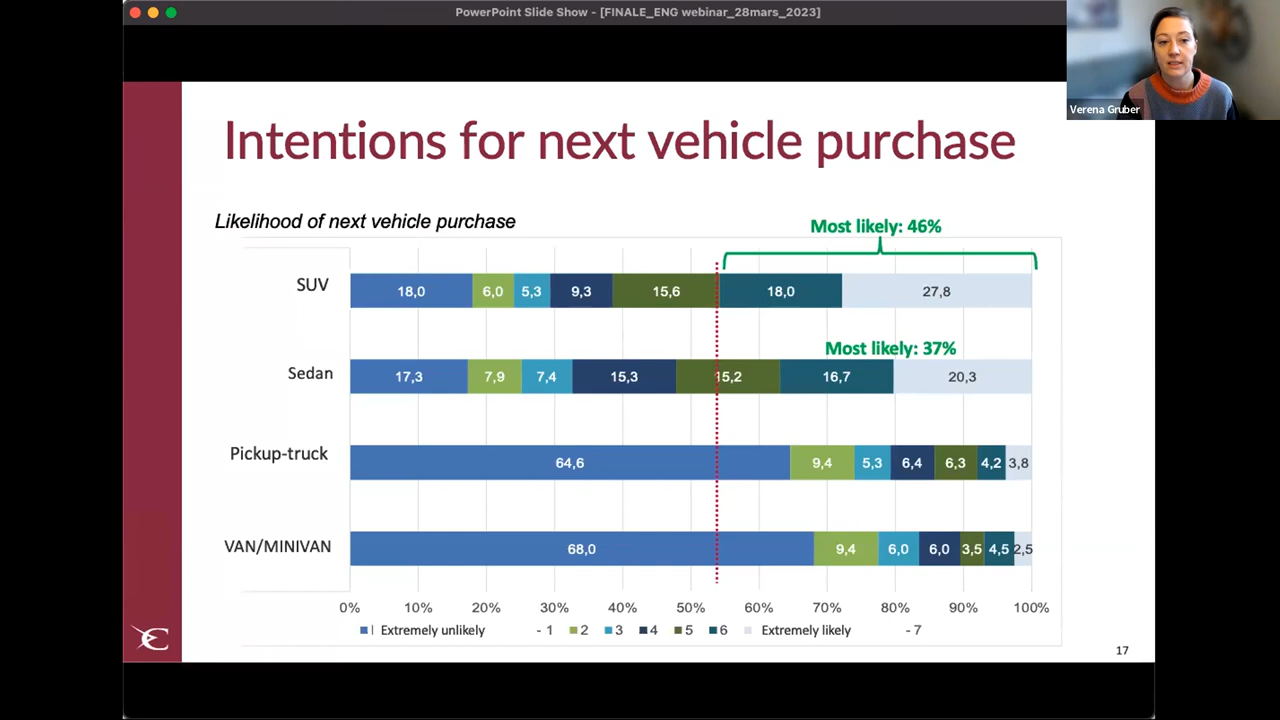 PowerPoint Slide Show - [FINALE_ENG webinar_28mars_2023]
Verena Gruber
Intentions for next vehicle purchase
Likelihood of next vehicle purchase
Most likely: 46%
SUV 18,0 6,0 5,3 9,3 15,6 18,0 27,8
Most likely: 37%
Sedan 17,3 7,9 7,4 15,3 15,2 16,7 20,3
Pickup-truck 64,6 9,4 5,3 6,4 6,3 4,2 3,8
VAN/MINIVAN 68,0 9,4 6,0 6,0 3,5 4,5 2,5
0% 10% 20% 30% 40% 50% 60% 70% 80% 90% 100%
Extremely unlikely - 1 2 3 4 5 6 Extremely likely - 7
17